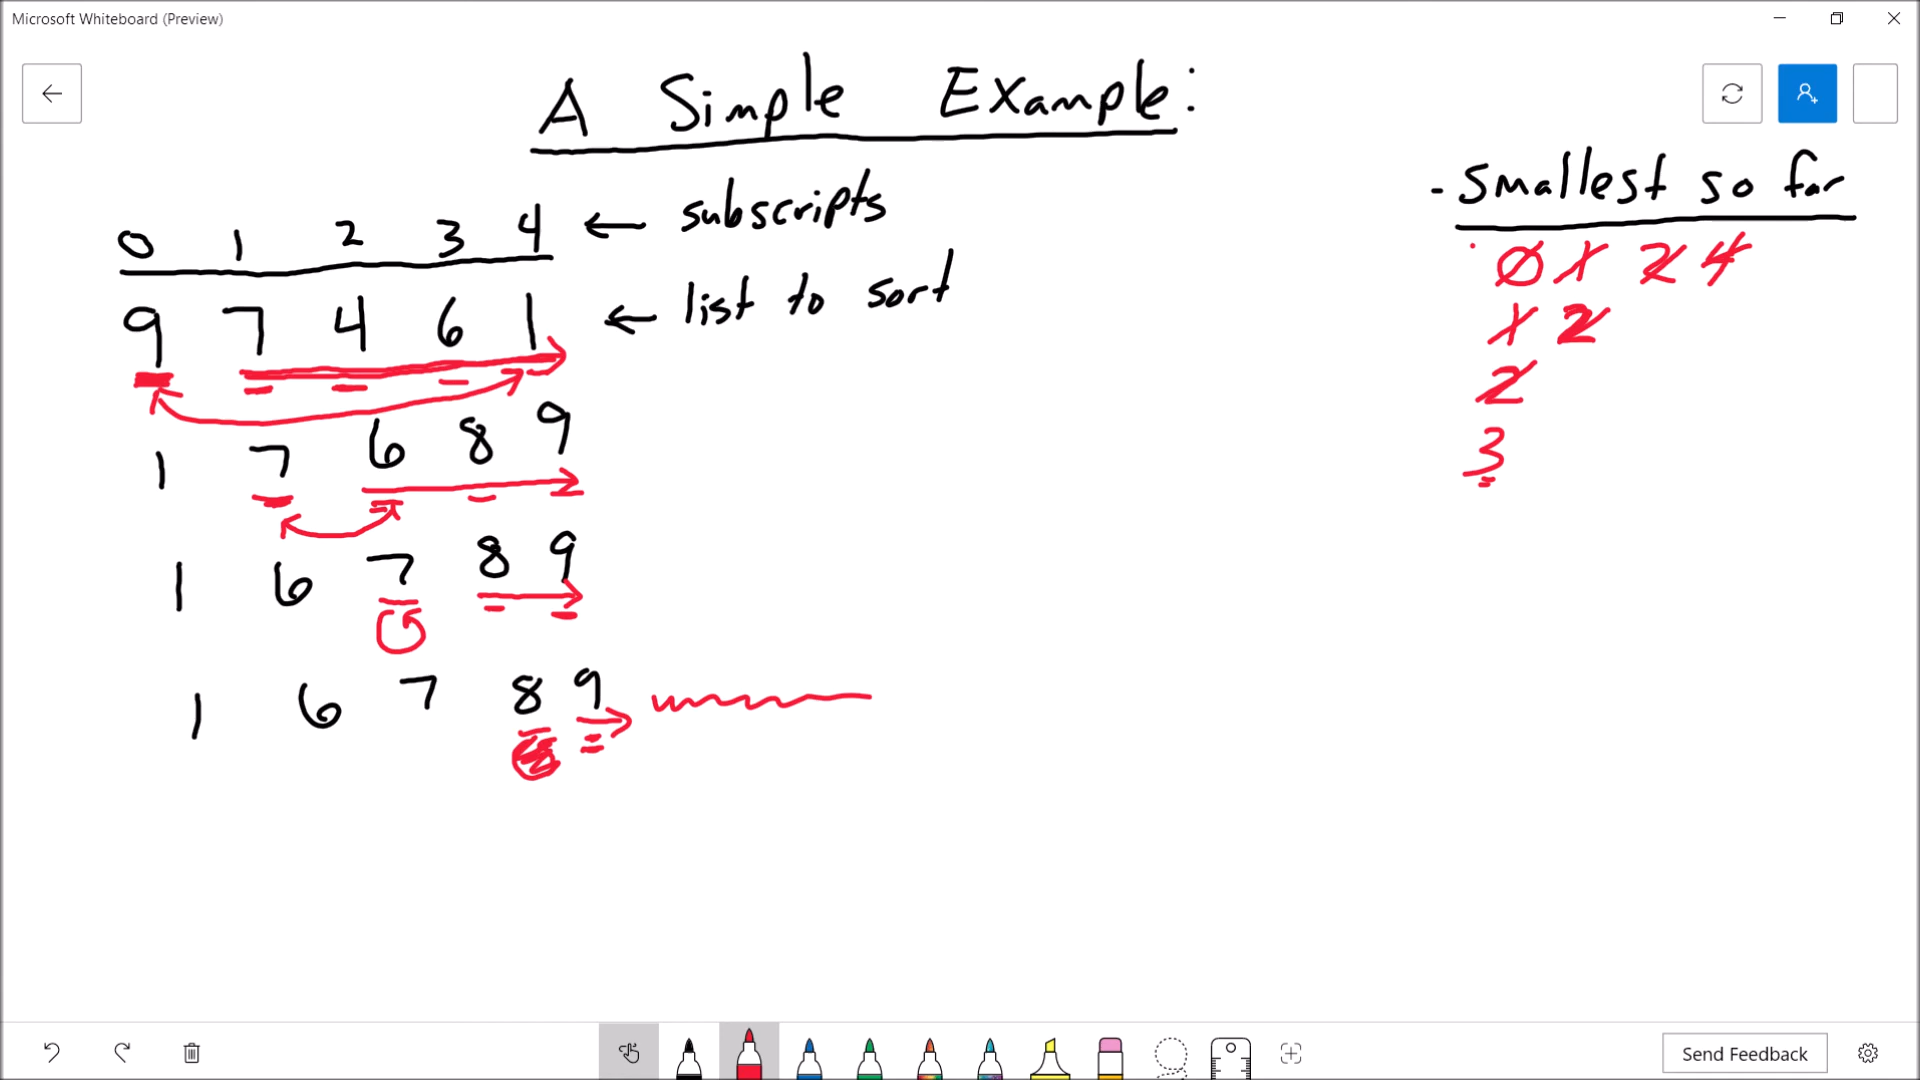 Microsoft Whiteboard (Preview)
A Simple Example:
- Smallest so far
0 1 2 3 4 ← subscripts
9 7 4 6 1 ← list to sort
0 1 2 4
1 2
2
3
1 7 6 8 9
1 6 7 8 9
1 6 7 8 9
Send Feedback